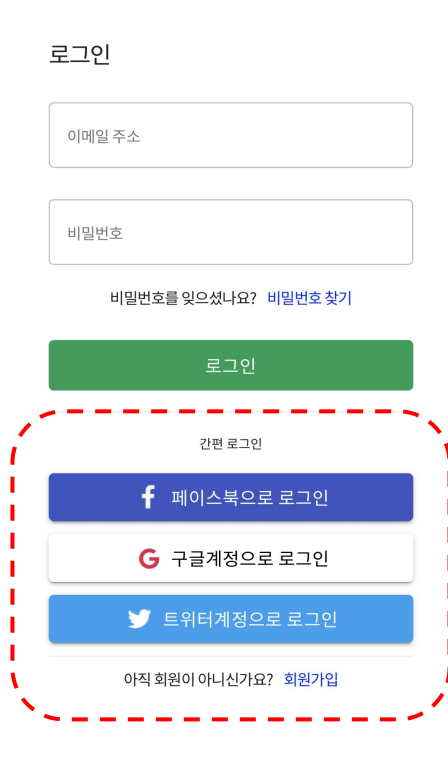 로그인
이메일 주소
비밀번호
비밀번호를 잊으셨나요? 비밀번호 찾기
로그인
간편 로그인
페이스북으로 로그인
구글계정으로 로그인
트위터계정으로 로그인
아직 회원이 아니신가요? 회원가입